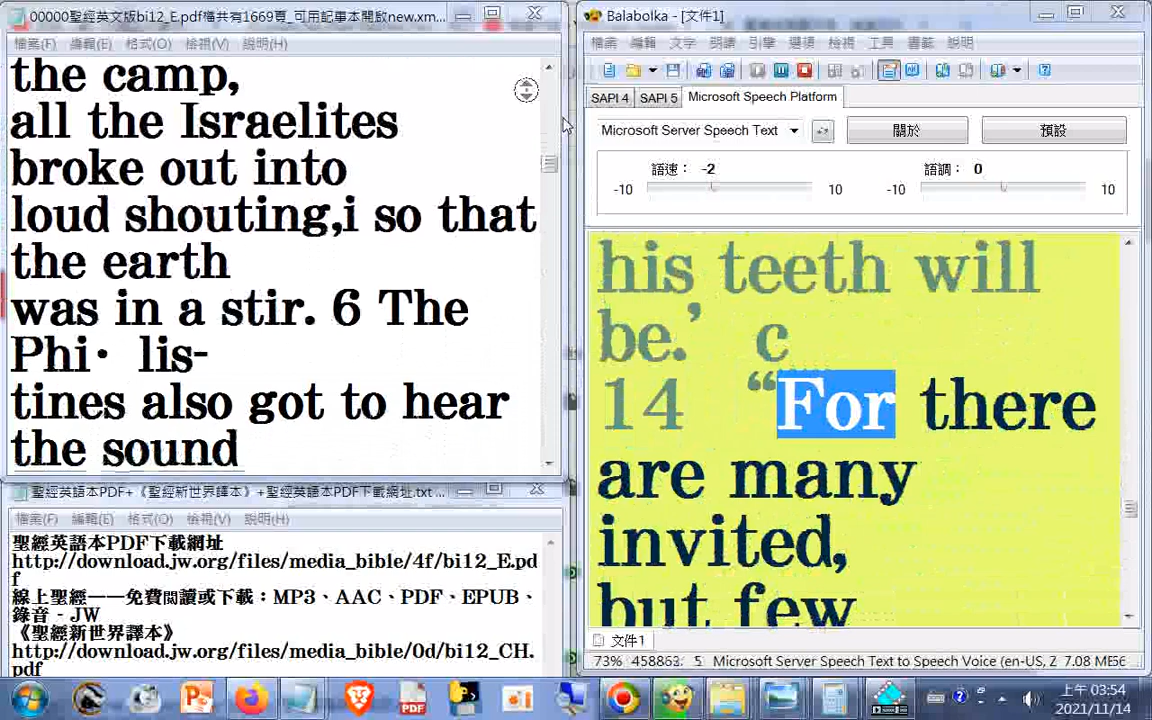 00000聖經英文版bi12_E.pdf檔共有1669頁_可用記事本開啟new.xm...
檔案(F) 編輯(E) 格式(O) 檢視(V) 說明(H)
the camp,
all the Israelites
broke out into
loud shouting,i so that
the earth
was in a stir. 6 The
Phi· lis-
tines also got to hear
the sound
聖經英語本PDF+《聖經新世界譯本》+聖經英語本PDF下載網址.txt ...
檔案(F) 編輯(E) 格式(O) 檢視(V) 說明(H)
聖經英語本PDF下載網址
http://download.jw.org/files/media_bible/4f/bi12_E.pd
f
線上聖經——免費閱讀或下載：MP3、AAC、PDF、EPUB、
錄音 - JW
《聖經新世界譯本》
http://download.jw.org/files/media_bible/0d/bi12_CH.
pdf
Balabolka - [文件1]
檔案 編輯 文字 朗讀 引擎 選項 檢視 工具 書籤 說明
SAPI 4 SAPI 5 Microsoft Speech Platform
Microsoft Server Speech Text 關於 預設
語速： -2 語調： 0
-10 10 -10 10
his teeth will
be.’ c
14 “For there
are many
invited,
but few
文件1
73% 458863. 5 Microsoft Server Speech Text to Speech Voice (en-US, Z 7.08 МБ56
PDF
上午 03:54
2021/11/14